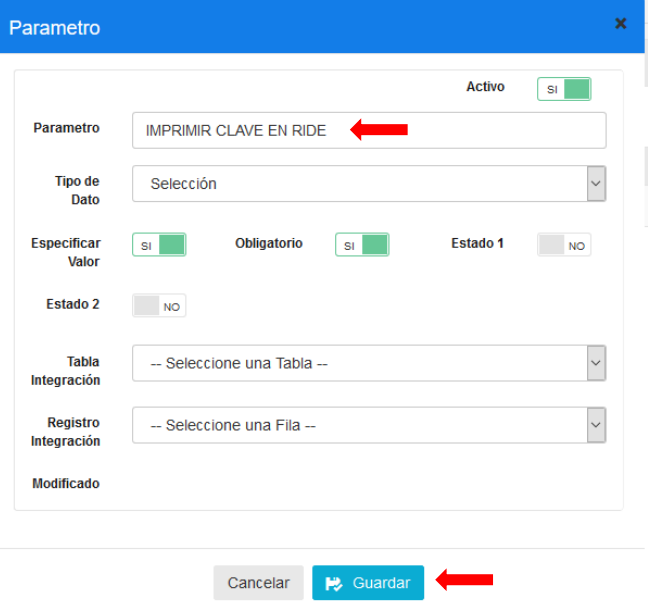 Parametro
Activo SI
Parametro IMPRIMIR CLAVE EN RIDE
Tipo de Dato Selección
Especificar Valor SI Obligatorio SI Estado 1 NO
Estado 2 NO
Tabla Integración -- Seleccione una Tabla --
Registro Integración -- Seleccione una Fila --
Modificado
Cancelar Guardar